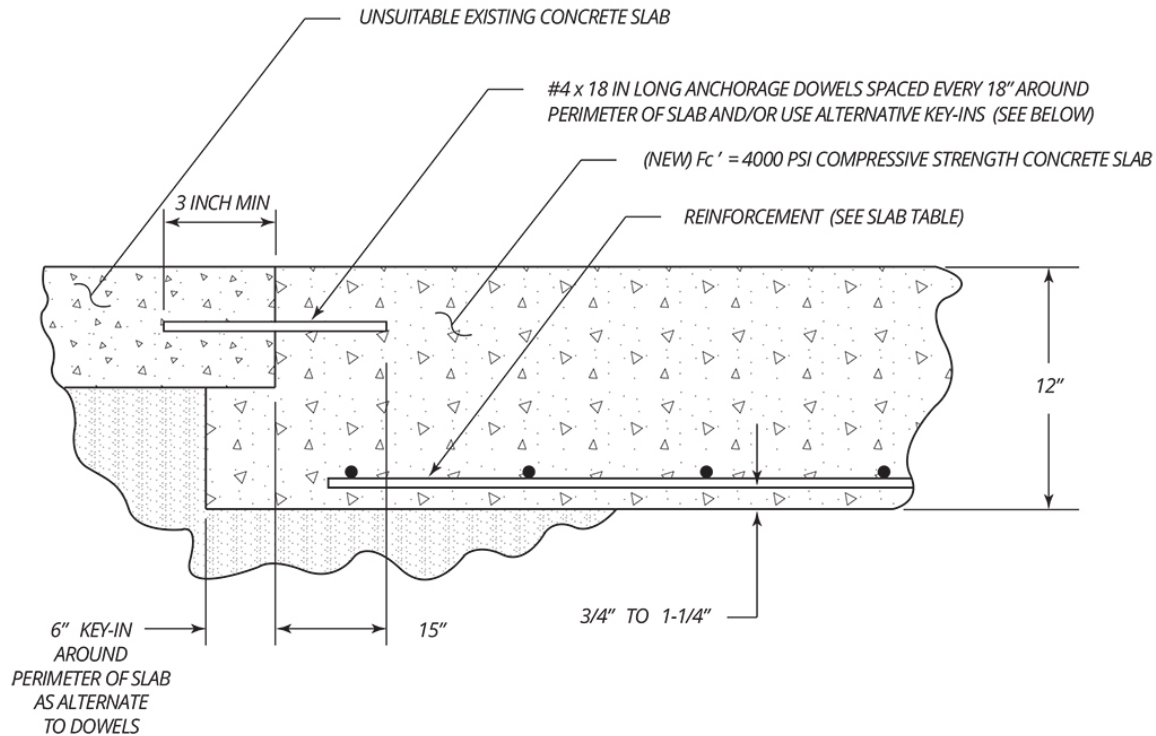 UNSUITABLE EXISTING CONCRETE SLAB
#4 x 18 IN LONG ANCHORAGE DOWELS SPACED EVERY 18” AROUND
PERIMETER OF SLAB AND/OR USE ALTERNATIVE KEY-INS (SEE BELOW)
(NEW) Fc ’ = 4000 PSI COMPRESSIVE STRENGTH CONCRETE SLAB
3 INCH MIN
REINFORCEMENT (SEE SLAB TABLE)
12”
3/4” TO 1-1/4”
6” KEY-IN
AROUND
PERIMETER OF SLAB
AS ALTERNATE
TO DOWELS
15”